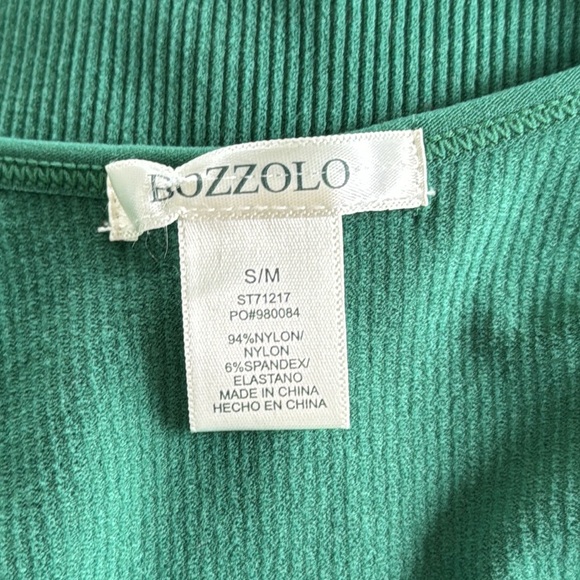 BOZZOLO
S/M
ST71217
PO#980084
94%NYLON/
NYLON
6%SPANDEX/
ELASTANO
MADE IN CHINA
HECHO EN CHINA